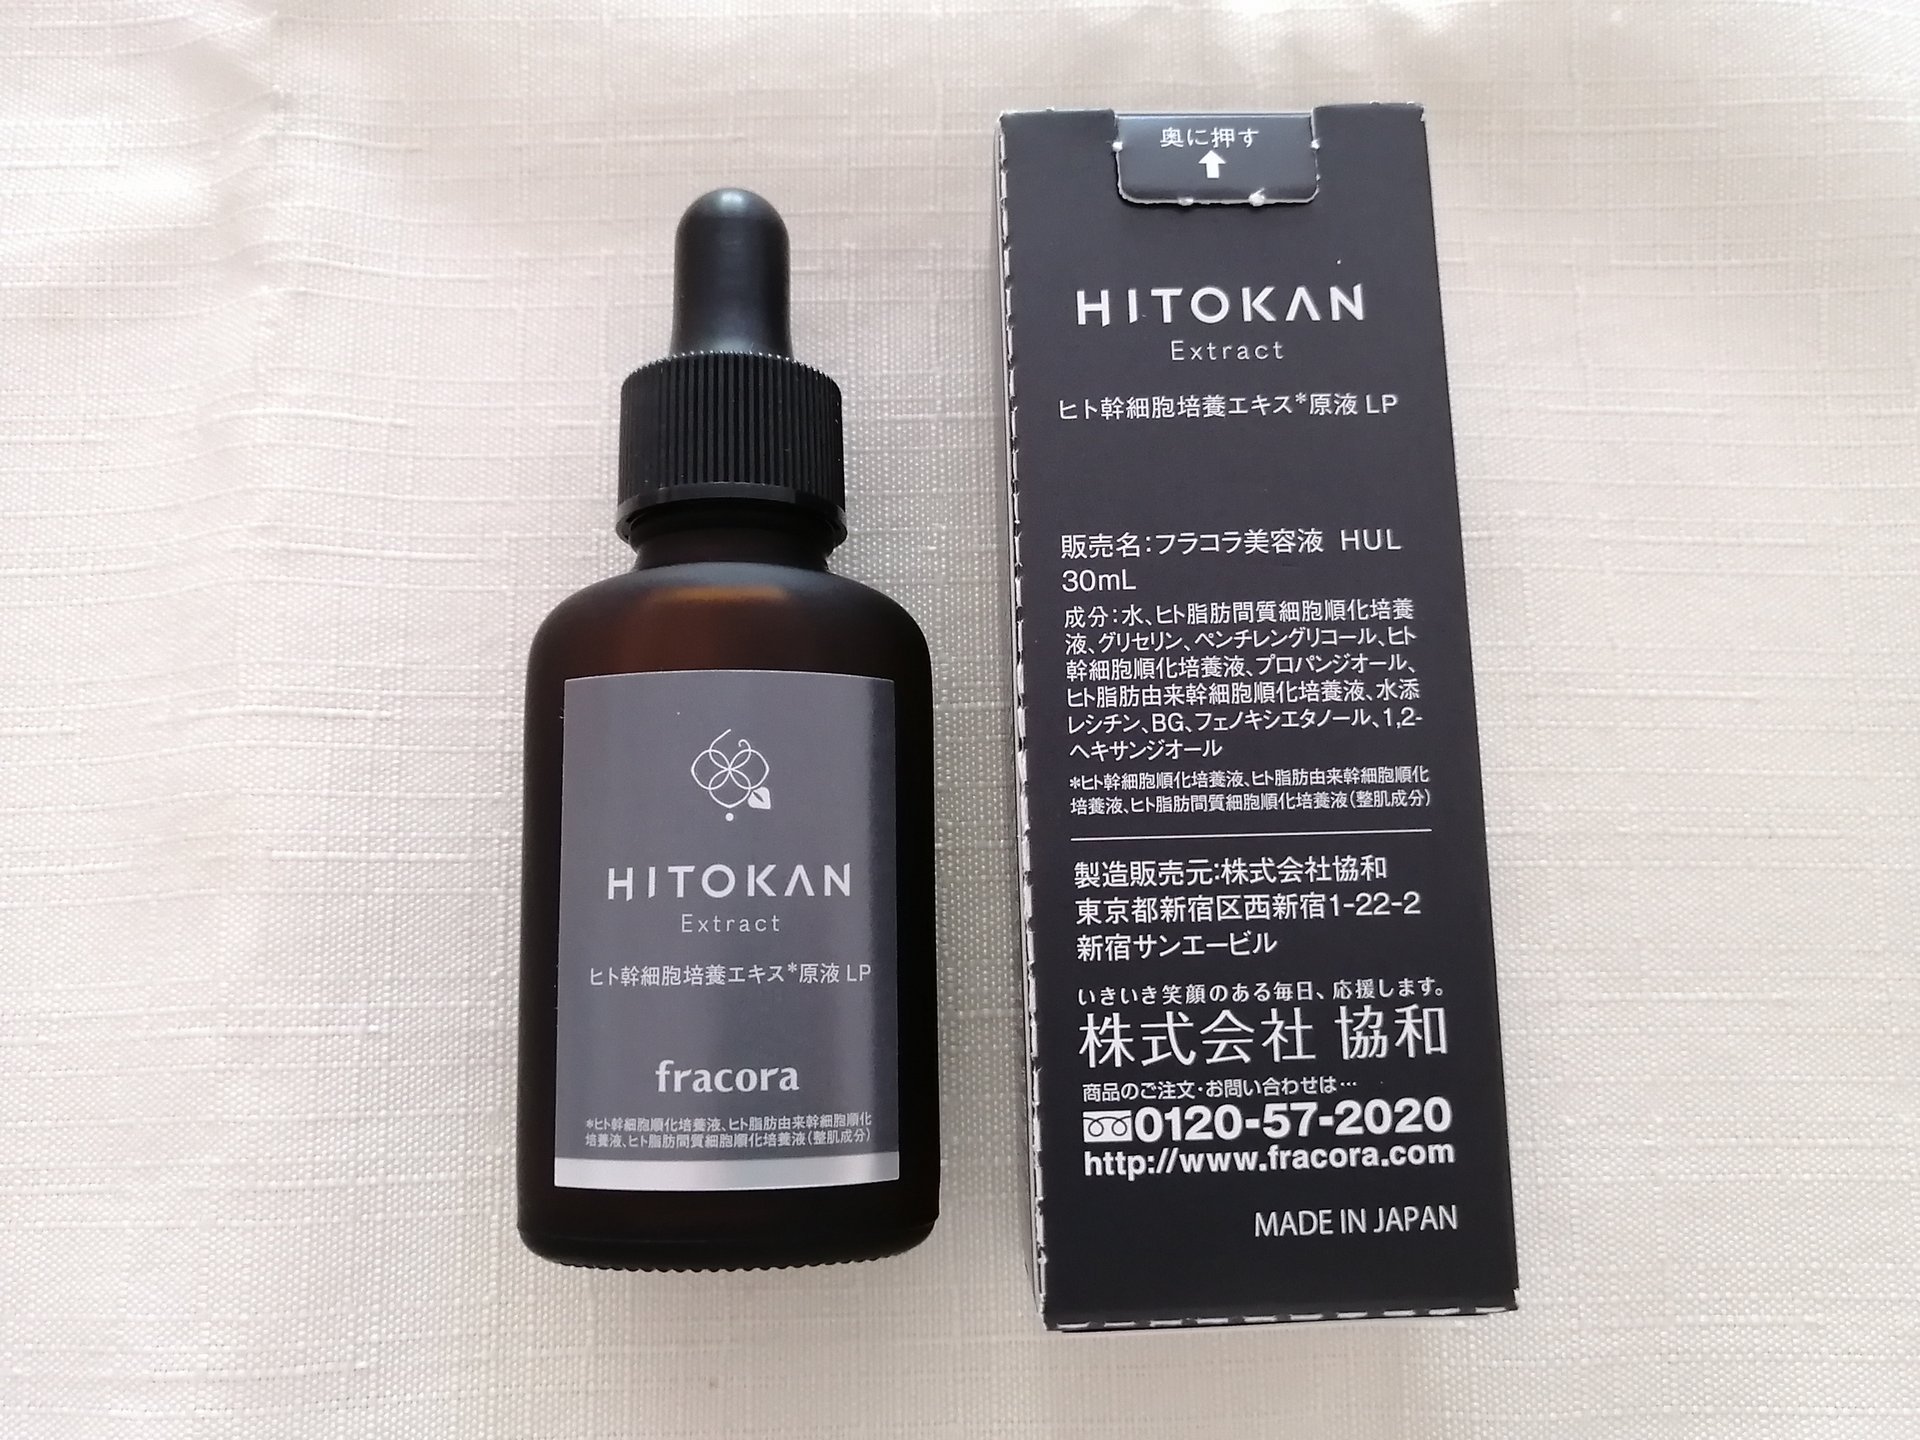 HITOKAN
Extract
ヒト幹細胞培養エキス*原液 LP
fracora
*ヒト幹細胞順化培養液、ヒト脂肪由来幹細胞順化
培養液、ヒト脂肪間質細胞順化培養液(整肌成分)
奥に押す
HITOKAN
Extract
ヒト幹細胞培養エキス*原液 LP
販売名:フラコラ美容液 HUL
30mL
成分:水、ヒト脂肪間質細胞順化培養
液、グリセリン、ペンチレングリコール、ヒト
幹細胞順化培養液、プロパンジオール、
ヒト脂肪由来幹細胞順化培養液、水添
レシチン、BG、フェノキシエタノール、1,2-
ヘキサンジオール
*ヒト幹細胞順化培養液、ヒト脂肪由来幹細胞順化
培養液、ヒト脂肪間質細胞順化培養液(整肌成分)
製造販売元:株式会社協和
東京都新宿区西新宿1-22-2
新宿サンエービル
いきいき笑顔のある毎日、応援します。
株式会社 協和
商品のご注文・お問い合わせは…
0120-57-2020
http://www.fracora.com
MADE IN JAPAN